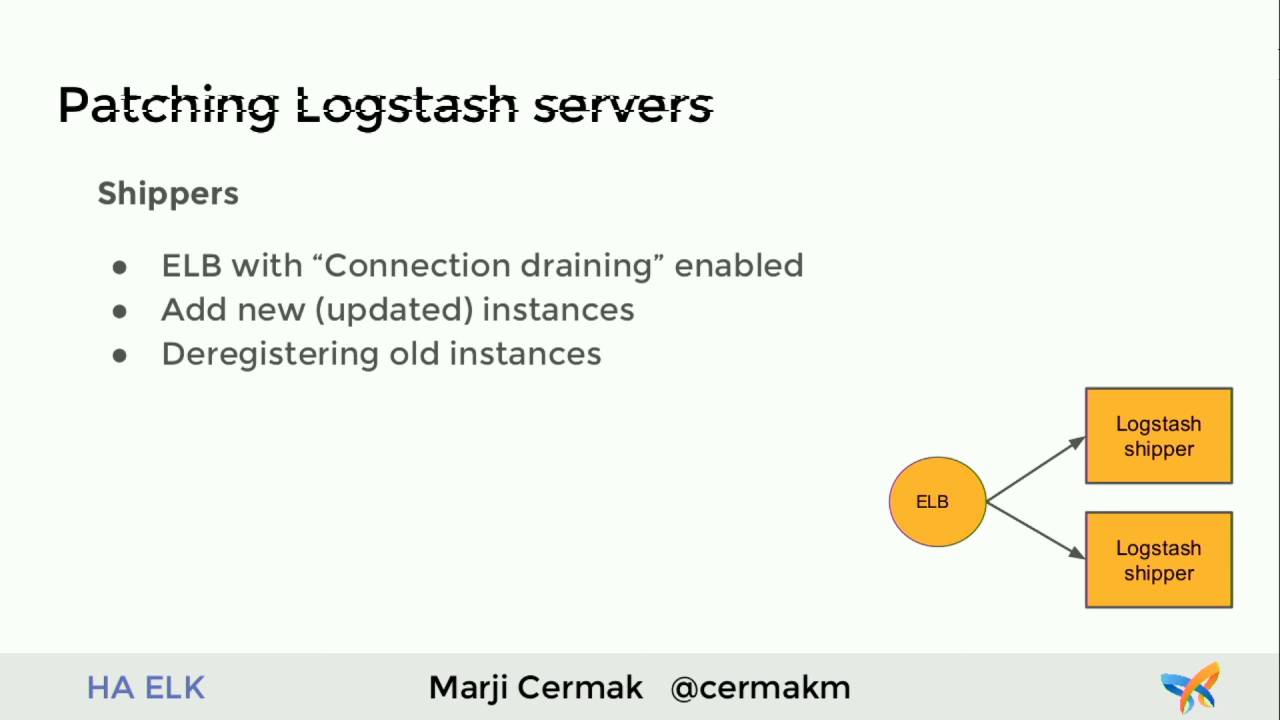 Patching Logstash servers
Shippers
● ELB with “Connection draining” enabled
● Add new (updated) instances
● Deregistering old instances
Logstash
shipper
ELB
Logstash
shipper
HA ELK
Marji Cermak @cermakm